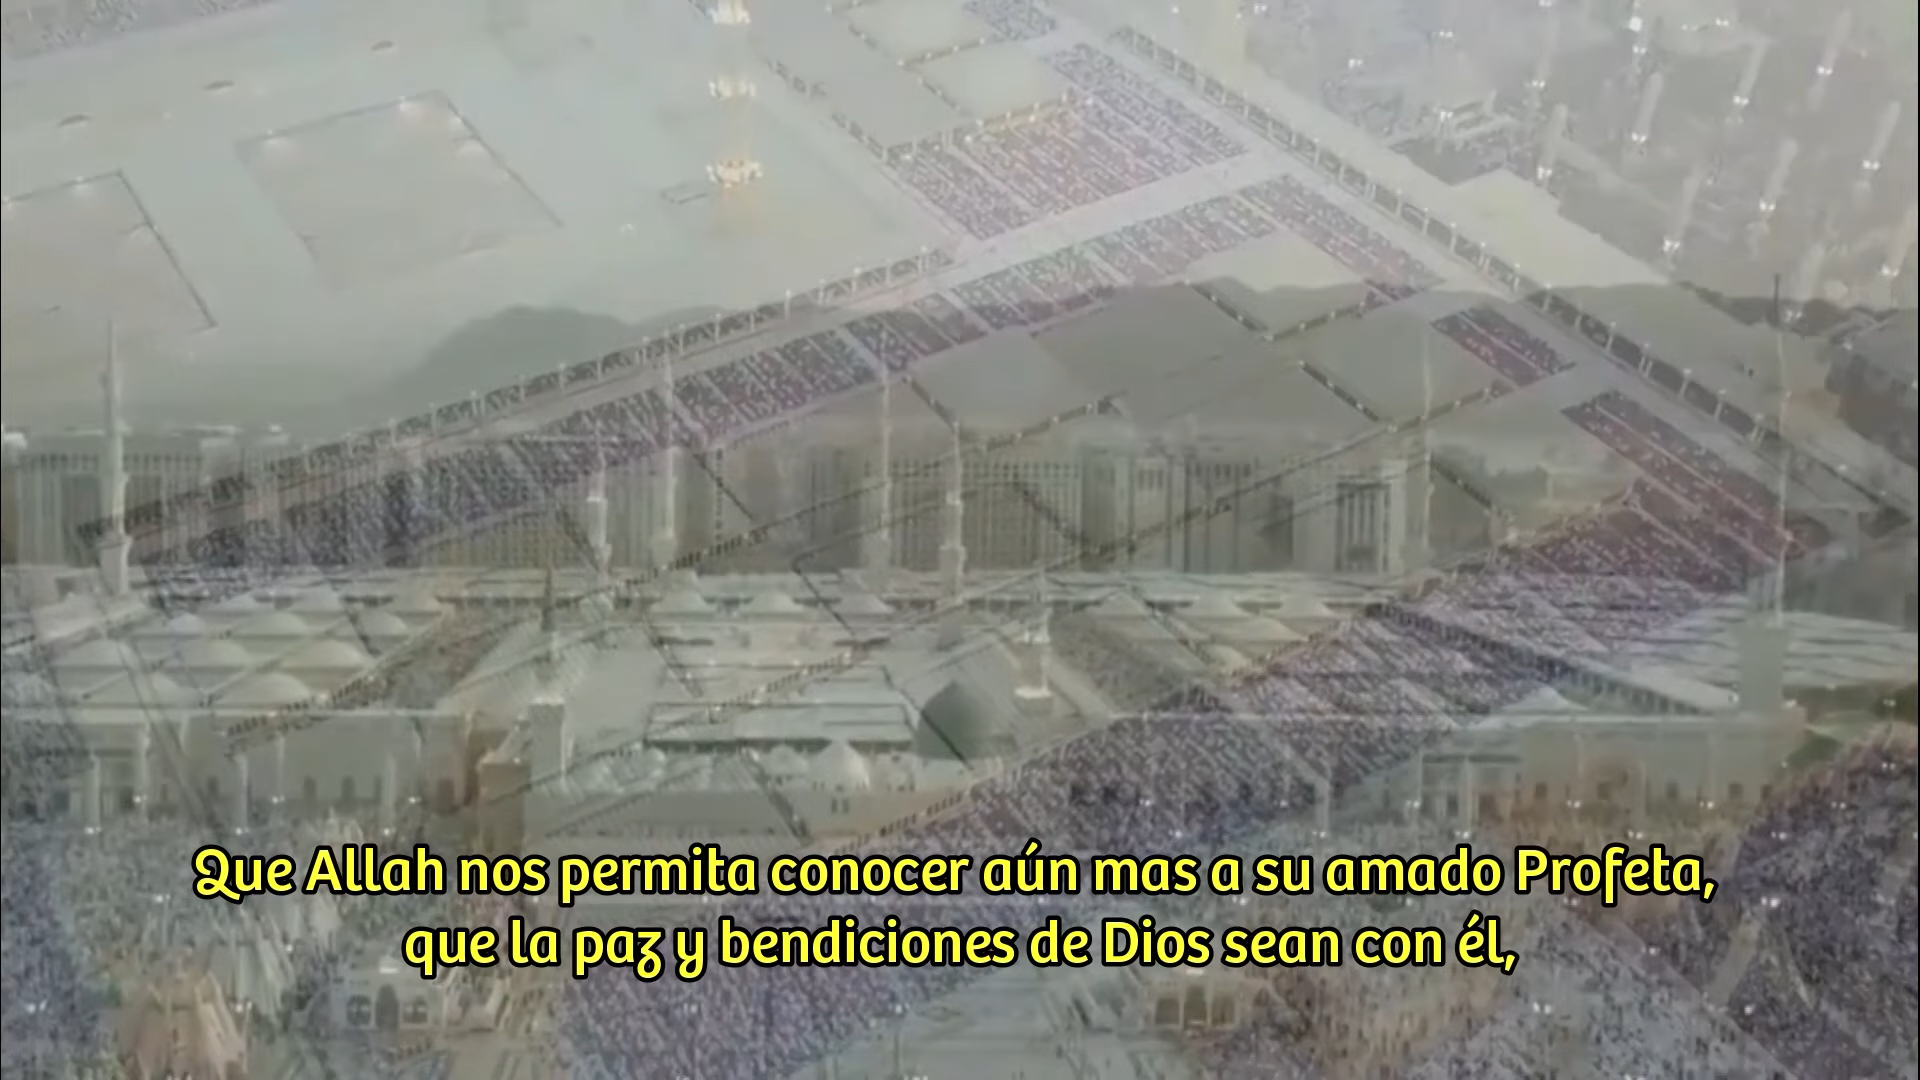 Que Allah nos permita conocer aún mas a su amado Profeta,
que la paz y bendiciones de Dios sean con él,